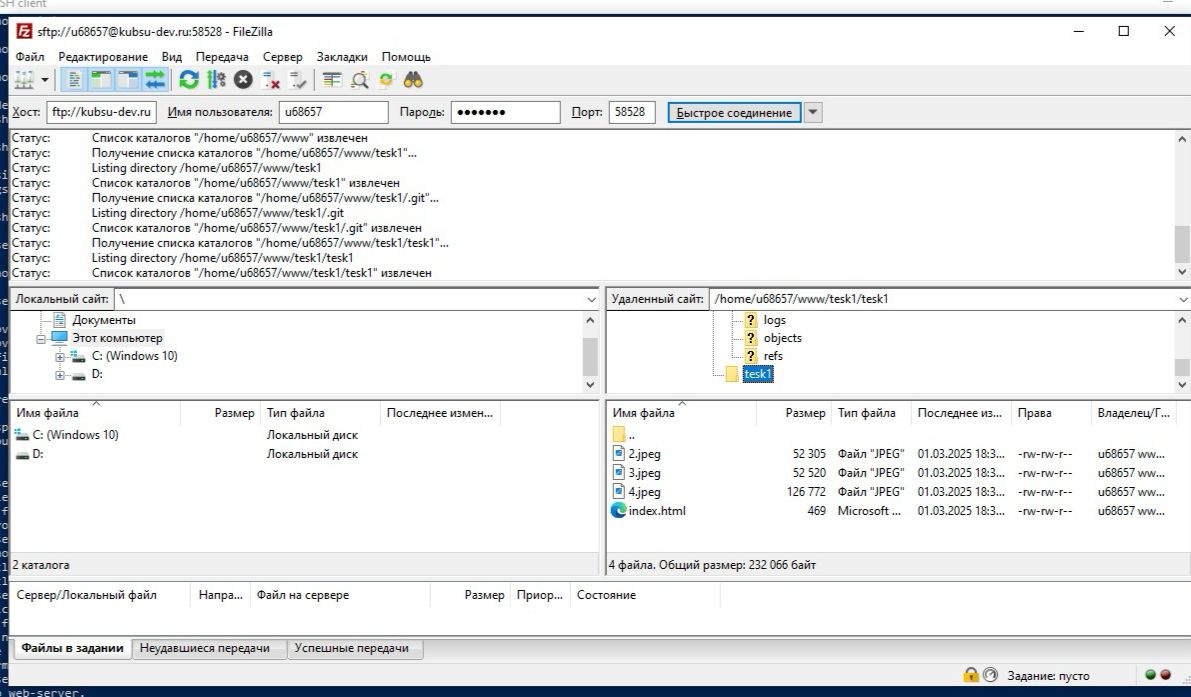 SH client
sftp://u68657@kubsu-dev.ru:58528 - FileZilla
Файл Редактирование Вид Передача Сервер Закладки Помощь
Хост: ftp://kubsu-dev.ru Имя пользователя: u68657 Пароль: ●●●●●●● Порт: 58528 Быстрое соединение
Статус: Список каталогов "/home/u68657/www" извлечен
Статус: Получение списка каталогов "/home/u68657/www/tesk1"...
Статус: Listing directory /home/u68657/www/tesk1
Статус: Список каталогов "/home/u68657/www/tesk1" извлечен
Статус: Получение списка каталогов "/home/u68657/www/tesk1/.git"...
Статус: Listing directory /home/u68657/www/tesk1/.git
Статус: Список каталогов "/home/u68657/www/tesk1/.git" извлечен
Статус: Получение списка каталогов "/home/u68657/www/tesk1/tesk1"...
Статус: Listing directory /home/u68657/www/tesk1/tesk1
Статус: Список каталогов "/home/u68657/www/tesk1/tesk1" извлечен
Локальный сайт: \
Документы
Этот компьютер
C: (Windows 10)
D:
Имя файла Размер Тип файла Последнее измен...
C: (Windows 10) Локальный диск
D: Локальный диск
2 каталога
Удаленный сайт: /home/u68657/www/tesk1/tesk1
logs
objects
refs
tesk1
Имя файла Размер Тип файла Последнее из... Права Владелец/Г...
..
2.jpeg 52 305 Файл "JPEG" 01.03.2025 18:3... -rw-rw-r-- u68657 ww...
3.jpeg 52 520 Файл "JPEG" 01.03.2025 18:3... -rw-rw-r-- u68657 ww...
4.jpeg 126 772 Файл "JPEG" 01.03.2025 18:3... -rw-rw-r-- u68657 ww...
index.html 469 Microsoft ... 01.03.2025 18:3... -rw-rw-r-- u68657 ww...
4 файла. Общий размер: 232 066 байт
Сервер/Локальный файл Напра... Файл на сервере Размер Приор... Состояние
Файлы в задании Неудавшиеся передачи Успешные передачи
Задание: пусто
web-server.